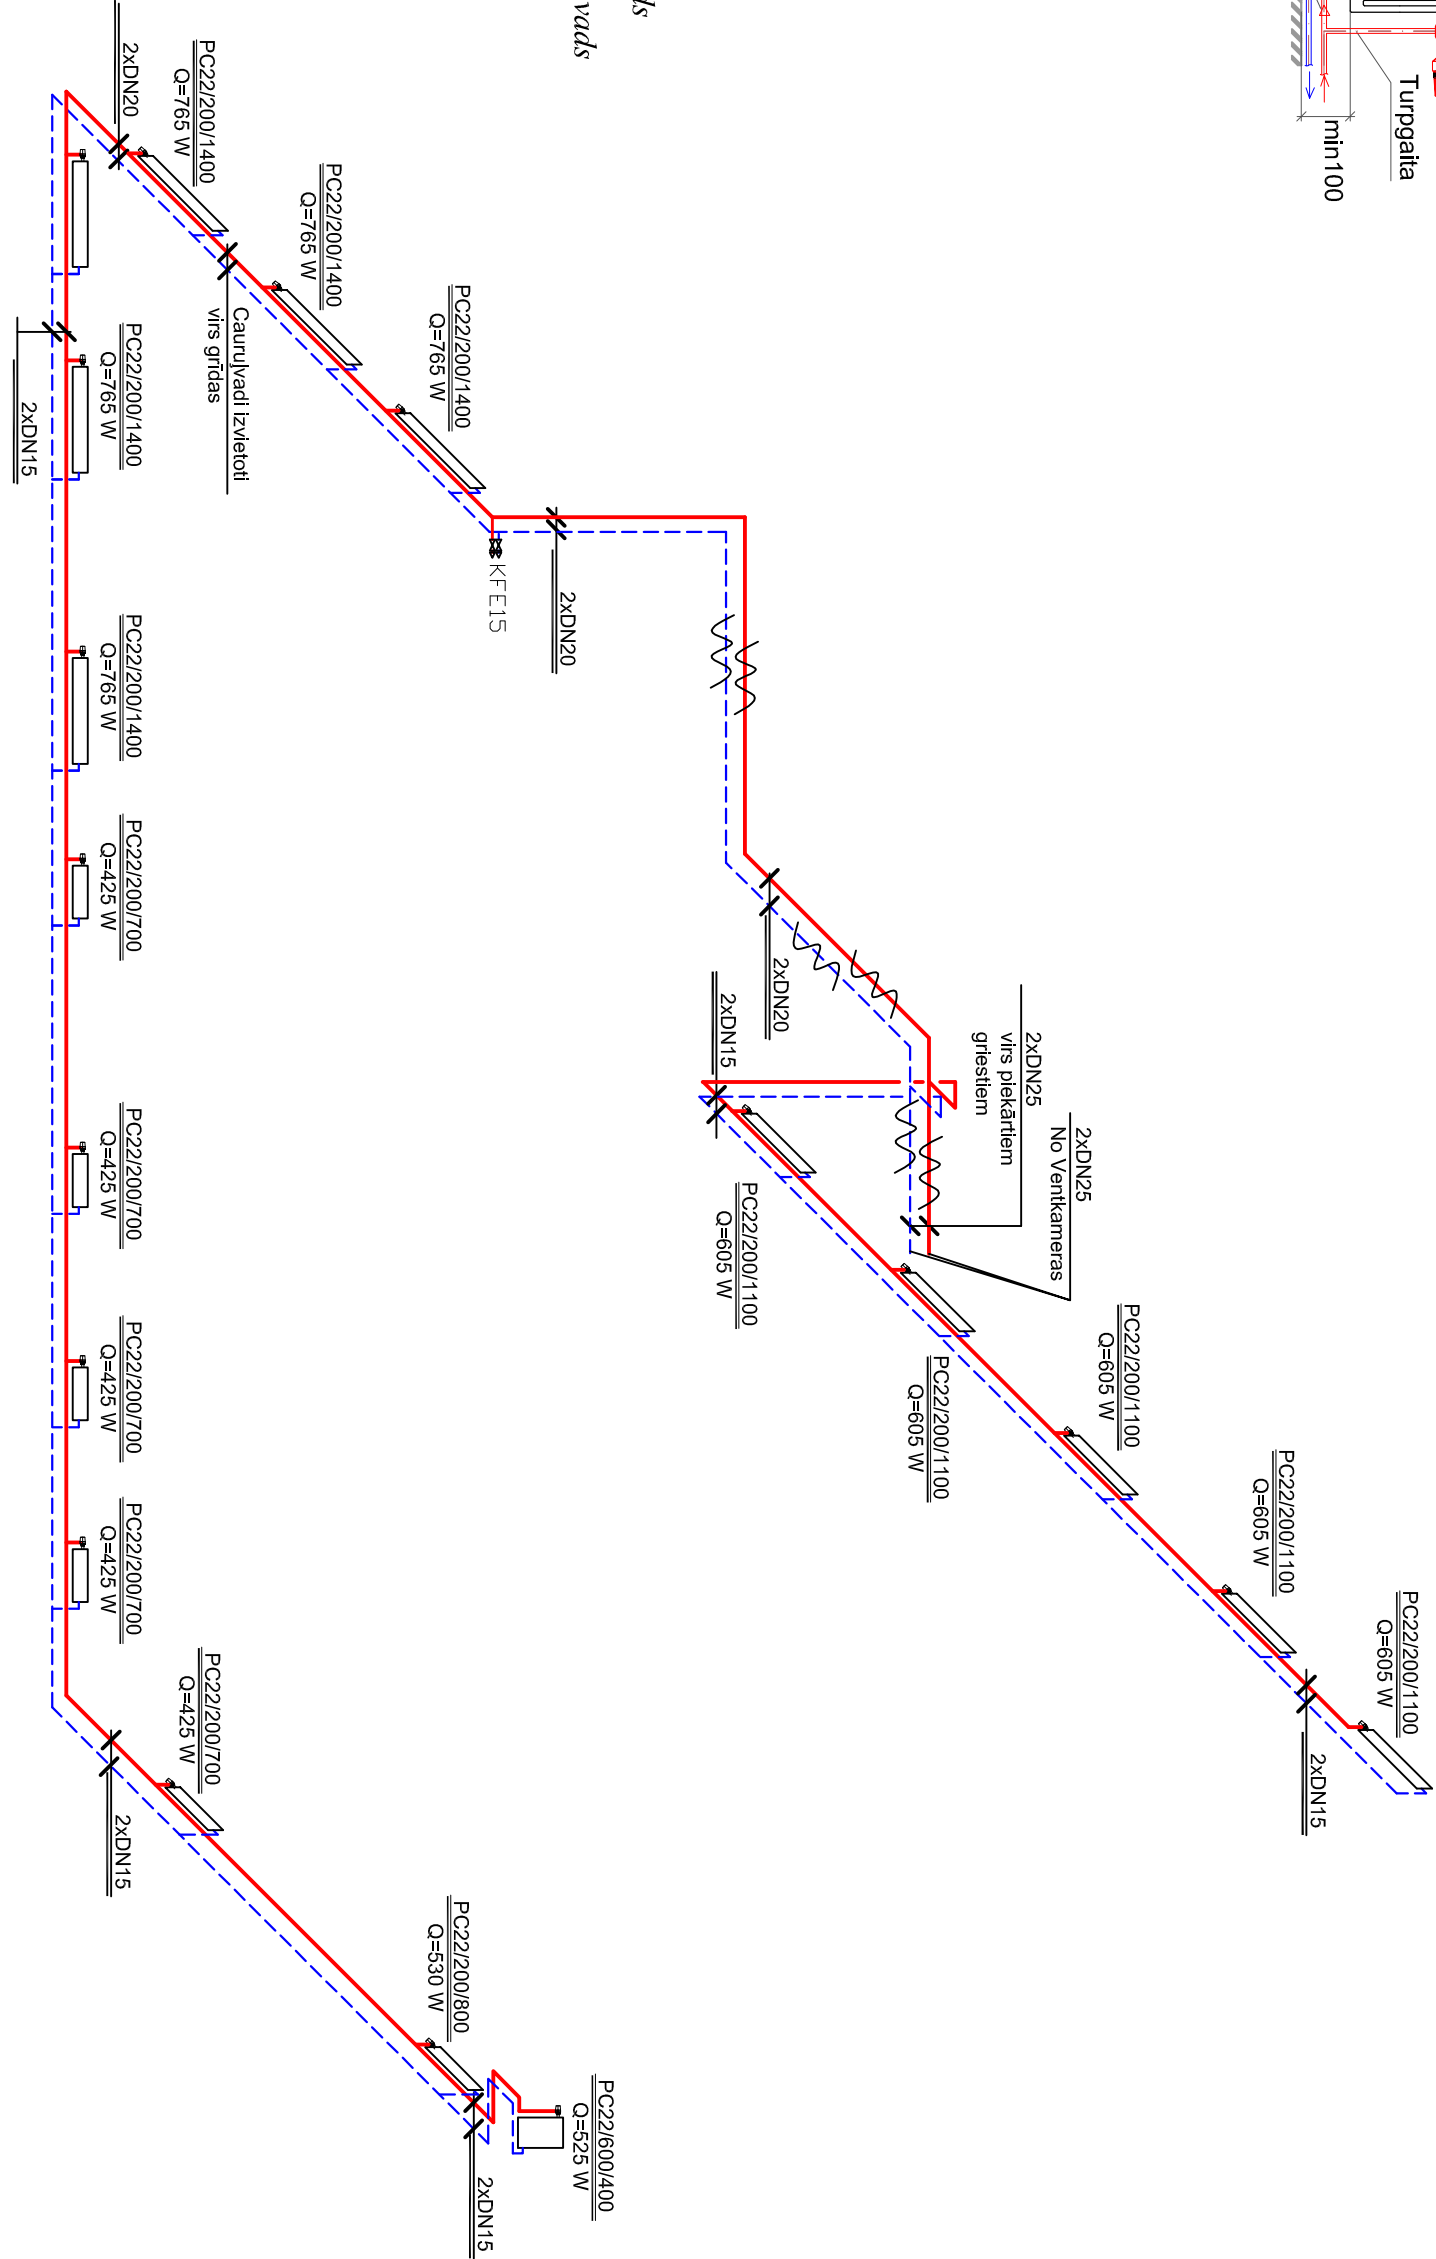 Turpgaita
min100
PC22/200/1100
Q=605 W
2xDN15
PC22/200/1100
Q=605 W
PC22/200/1100
Q=605 W
2xDN25
No Ventkameras
2xDN25
virs piekārtiem
griestiem
PC22/200/1100
Q=605 W
2xDN20
PC22/200/1100
Q=605 W
2xDN15
2xDN20
ds
vads
PC22/600/400
Q=525 W
KFE15
2xDN15
PC22/200/1400
Q=765 W
PC22/200/800
Q=530 W
PC22/200/1400
Q=765 W
Cauruļvadi izvietoti
virs grīdas
PC22/200/700
Q=425 W
PC22/200/1400
Q=765 W
2xDN20
PC22/200/1400
Q=765 W
PC22/200/1400
Q=765 W
PC22/200/700
Q=425 W
PC22/200/700
Q=425 W
PC22/200/700
Q=425 W
PC22/200/700
Q=425 W
2xDN15
2xDN15